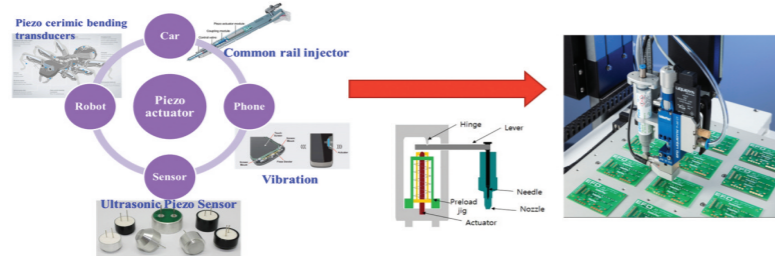 Piezo cerimic bending
transducers
Car
Common rail injector
Robot
Piezo
actuator
Phone
Vibration
Sensor
Ultrasonic Piezo Sensor
Hinge
Lever
Needle
Preload
jig
Nozzle
Actuator